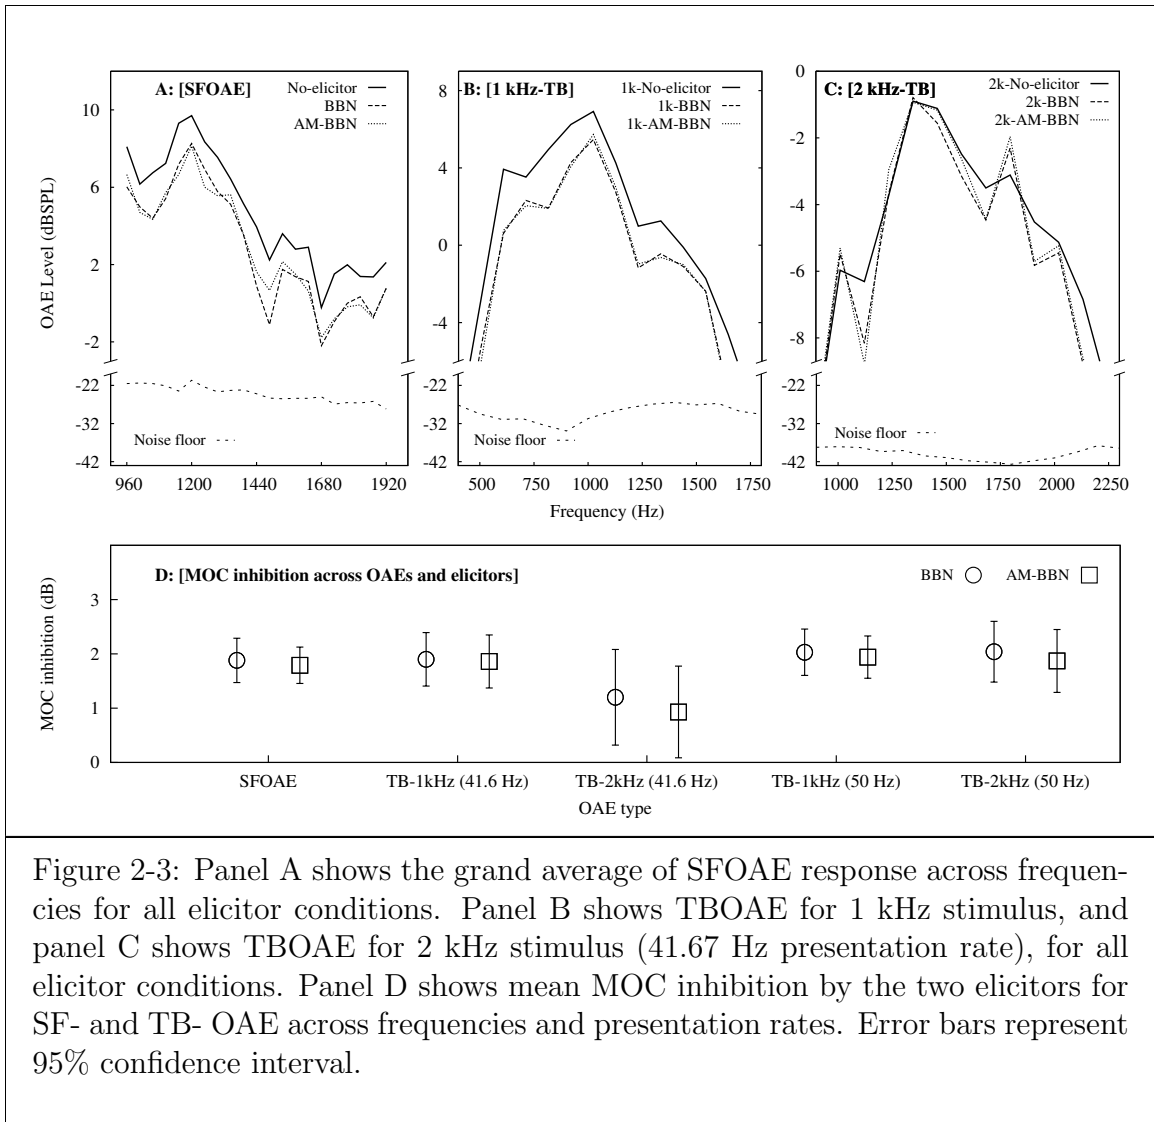 A: [SFOAE]
No-elicitor
BBN
AM-BBN
10
6
2
-2
-22
-32
-42
OAE Level (dBSPL)
Noise floor
960 1200 1440 1680 1920
B: [1 kHz-TB]
1k-No-elicitor
1k-BBN
1k-AM-BBN
8
4
0
-4
-22
-32
-42
Noise floor
500 750 1000 1250 1500 1750
C: [2 kHz-TB]
2k-No-elicitor
2k-BBN
2k-AM-BBN
0
-2
-4
-6
-8
-22
-32
-42
Noise floor
1000 1250 1500 1750 2000 2250
Frequency (Hz)
D: [MOC inhibition across OAEs and elicitors]
BBN
AM-BBN
MOC inhibition (dB)
3
2
1
0
SFOAE TB-1kHz (41.6 Hz) TB-2kHz (41.6 Hz) TB-1kHz (50 Hz) TB-2kHz (50 Hz)
OAE type
Figure 2-3: Panel A shows the grand average of SFOAE response across frequen-
cies for all elicitor conditions. Panel B shows TBOAE for 1 kHz stimulus, and
panel C shows TBOAE for 2 kHz stimulus (41.67 Hz presentation rate), for all
elicitor conditions. Panel D shows mean MOC inhibition by the two elicitors for
SF- and TB- OAE across frequencies and presentation rates. Error bars represent
95% confidence interval.